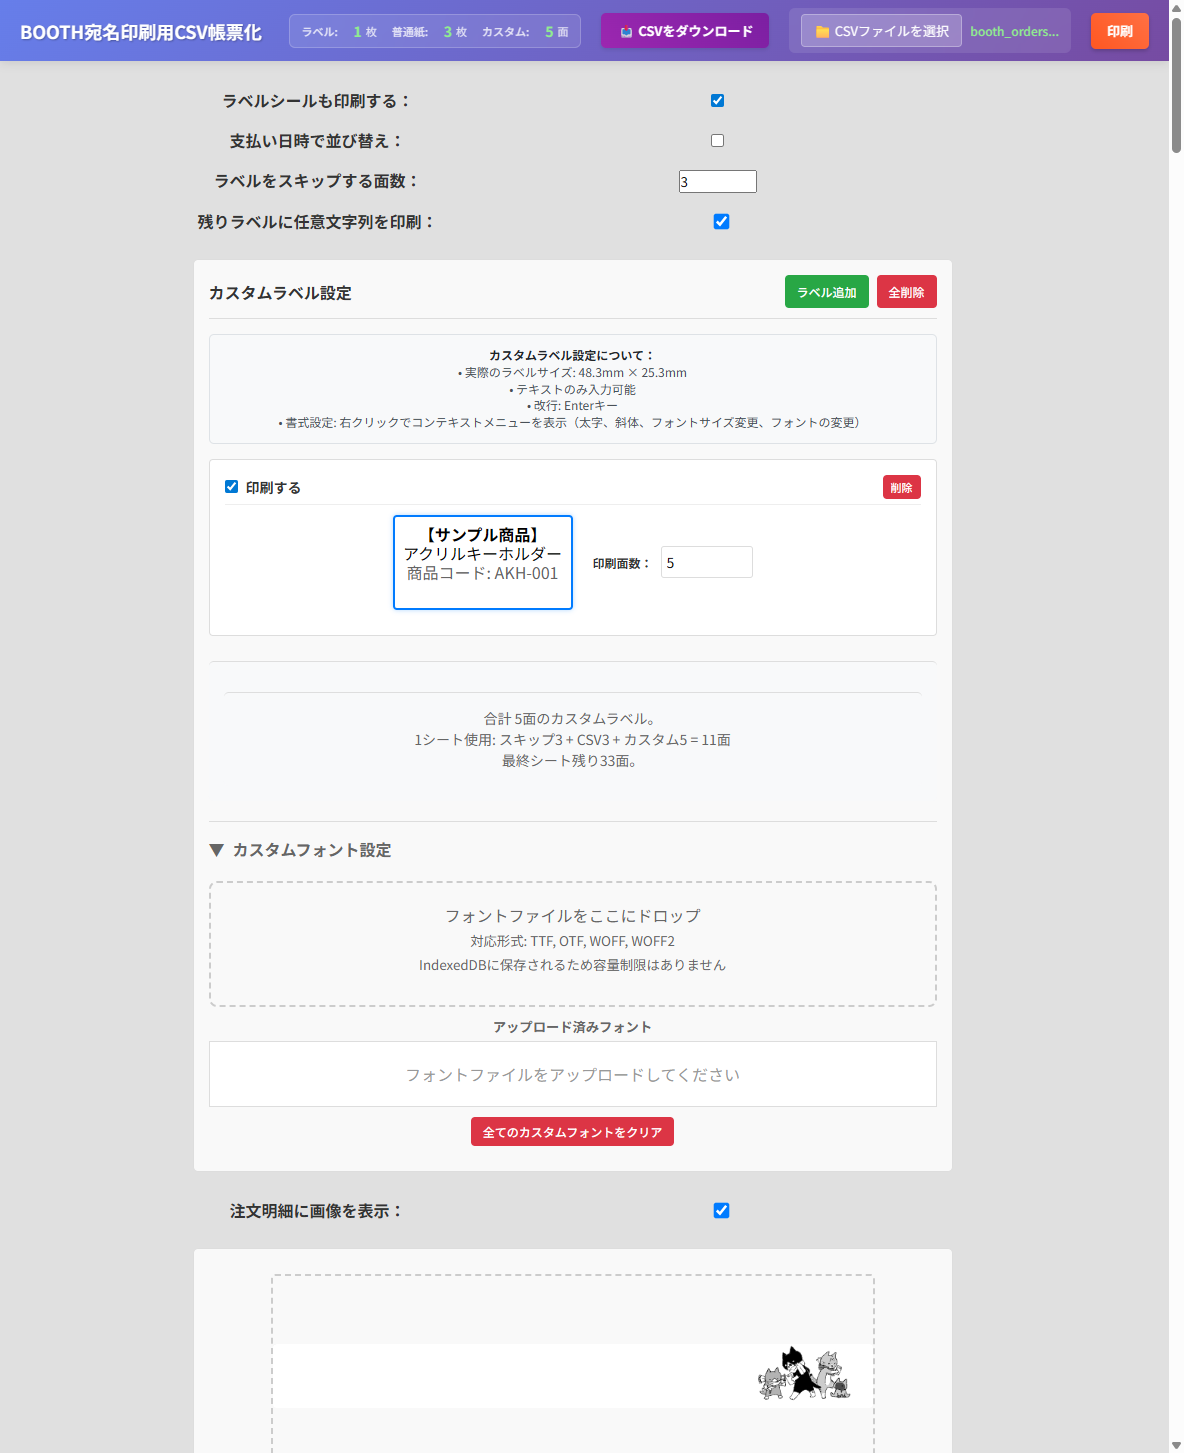 BOOTH宛名印刷用CSV帳票化
ラベル: 1 枚 普通紙: 3 枚 カスタム: 5 面
CSVをダウンロード
CSVファイルを選択
booth_orders...
印刷
ラベルシールも印刷する：
支払い日時で並び替え：
ラベルをスキップする面数：
3
残りラベルに任意文字列を印刷：
カスタムラベル設定
ラベル追加
全削除
カスタムラベル設定について：
• 実際のラベルサイズ: 48.3mm × 25.3mm
• テキストのみ入力可能
• 改行: Enterキー
• 書式設定: 右クリックでコンテキストメニューを表示（太字、斜体、フォントサイズ変更、フォントの変更）
印刷する
削除
【サンプル商品】
アクリルキーホルダー
商品コード: AKH-001
印刷面数：
5
合計 5面のカスタムラベル。
1シート使用: スキップ3 + CSV3 + カスタム5 = 11面
最終シート残り33面。
▼ カスタムフォント設定
フォントファイルをここにドロップ
対応形式: TTF, OTF, WOFF, WOFF2
IndexedDBに保存されるため容量制限はありません
アップロード済みフォント
フォントファイルをアップロードしてください
全てのカスタムフォントをクリア
注文明細に画像を表示：